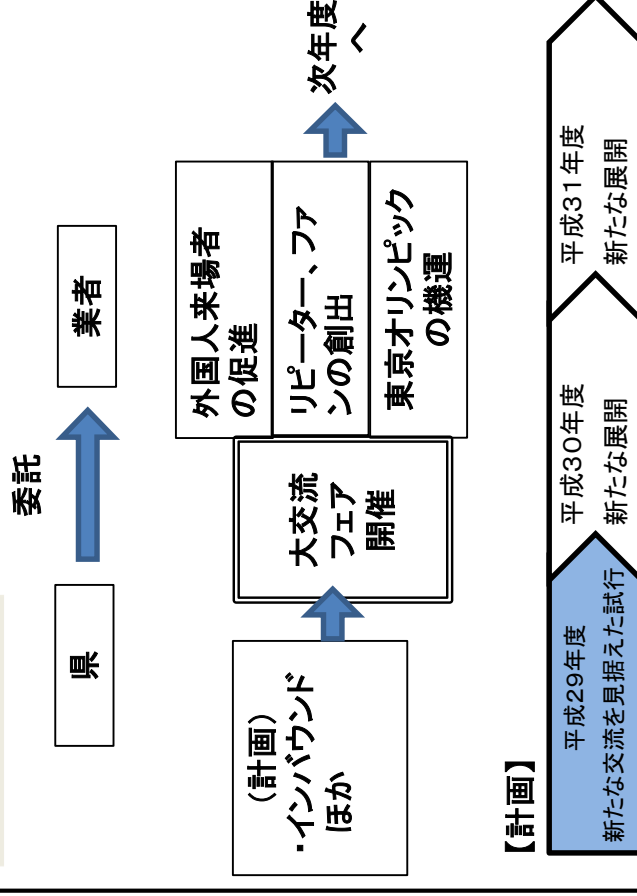 委託
県
業者
(計画)
・インバウンド
ほか
大交流
フェア
開催
外国人来場者
の促進
リピーター、ファ
ンの創出
東京オリンピック
の機運
次年度
へ
【計画】
平成29年度
新たな交流を見据えた試行
平成30年度
新たな展開
平成31年度
新たな展開